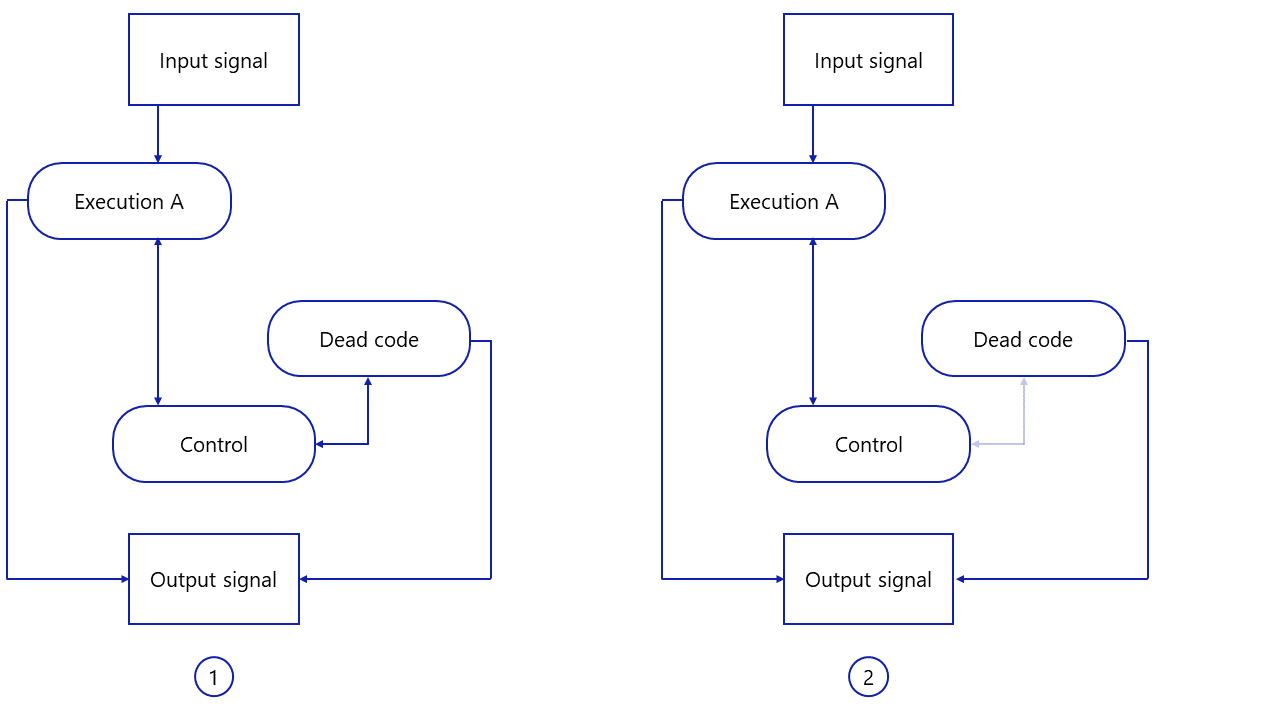 Input signal
Execution A
Dead code
Control
Output signal
1
Input signal
Execution A
Dead code
Control
Output signal
2